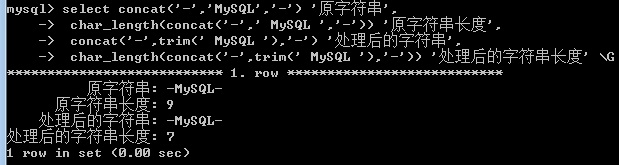 mysql> select concat('-','MySQL','-') '原字符串',
    -> char_length(concat('-',' MySQL ','-')) '原字符串长度',
    -> concat('-',trim(' MySQL '),'-') '处理后的字符串',
    -> char_length(concat('-',trim(' MySQL '),'-')) '处理后的字符串长度' \G
*************************** 1. row ***************************
原字符串: -MySQL-
原字符串长度: 9
处理后的字符串: -MySQL-
处理后的字符串长度: 7
1 row in set (0.00 sec)